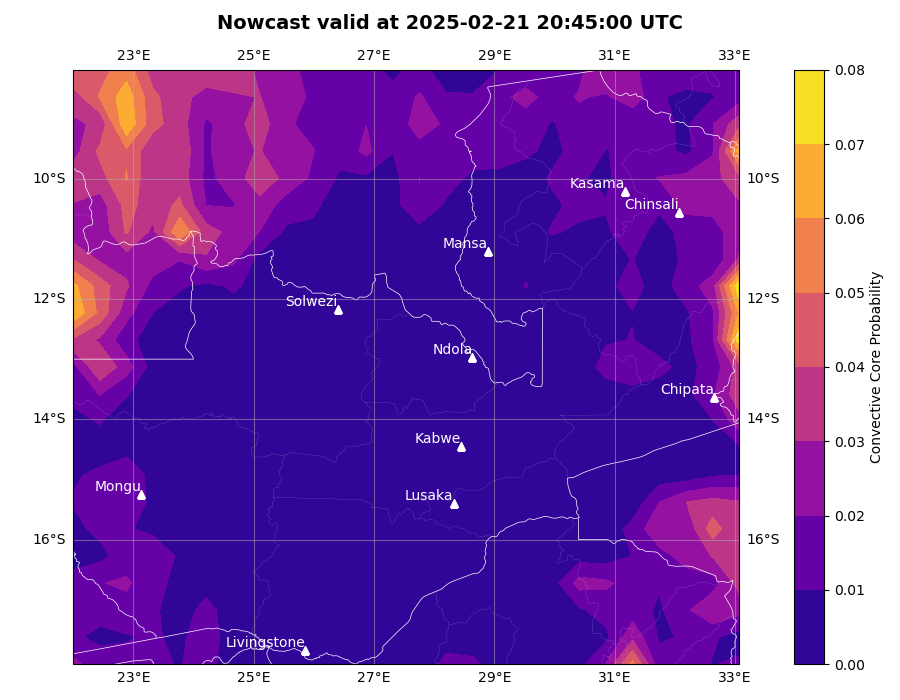 Nowcast valid at 2025-02-21 20:45:00 UTC
23°E 25°E 27°E 29°E 31°E 33°E
0.08
0.07
0.06
0.05
0.04
0.03
0.02
0.01
0.00
Convective Core Probability
10°S 10°S
12°S 12°S
14°S 14°S
16°S 16°S
Kasama
Chinsali
Mansa
Solwezi
Ndola
Chipata
Kabwe
Mongu
Lusaka
Livingstone
23°E 25°E 27°E 29°E 31°E 33°E